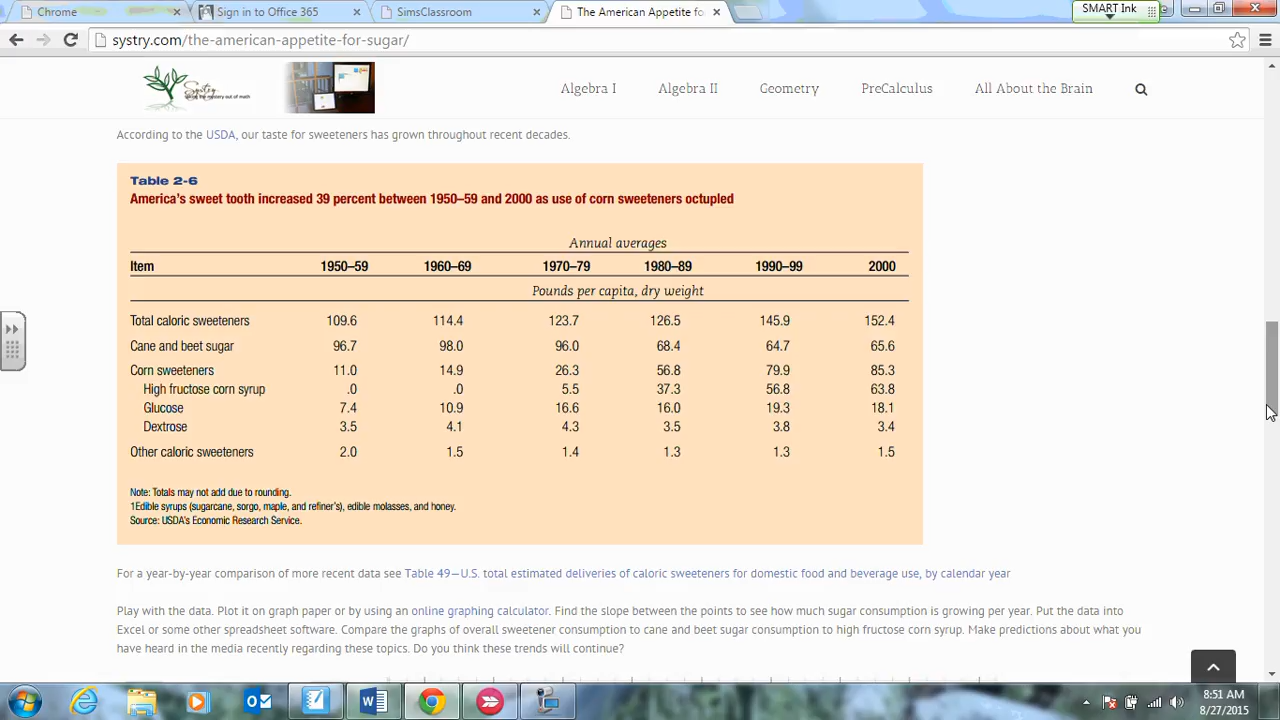 Chrome
Sign in to Office 365
SimsClassroom
The American Appetite fo
SMART Ink
systry.com/the-american-appetite-for-sugar/
Systry
taking the mystery out of math
Algebra I Algebra II Geometry PreCalculus All About the Brain
According to the USDA, our taste for sweeteners has grown throughout recent decades.
Table 2-6
America's sweet tooth increased 39 percent between 1950–59 and 2000 as use of corn sweeteners octupled
Annual averages
Item 1950–59 1960–69 1970–79 1980–89 1990–99 2000
Pounds per capita, dry weight
Total caloric sweeteners 109.6 114.4 123.7 126.5 145.9 152.4
Cane and beet sugar 96.7 98.0 96.0 68.4 64.7 65.6
Corn sweeteners 11.0 14.9 26.3 56.8 79.9 85.3
High fructose corn syrup .0 .0 5.5 37.3 56.8 63.8
Glucose 7.4 10.9 16.6 16.0 19.3 18.1
Dextrose 3.5 4.1 4.3 3.5 3.8 3.4
Other caloric sweeteners 2.0 1.5 1.4 1.3 1.3 1.5
Note: Totals may not add due to rounding.
1Edible syrups (sugarcane, sorgo, maple, and refiner's), edible molasses, and honey.
Source: USDA's Economic Research Service.
For a year-by-year comparison of more recent data see Table 49—U.S. total estimated deliveries of caloric sweeteners for domestic food and beverage use, by calendar year
Play with the data. Plot it on graph paper or by using an online graphing calculator. Find the slope between the points to see how much sugar consumption is growing per year. Put the data into
Excel or some other spreadsheet software. Compare the graphs of overall sweetener consumption to cane and beet sugar consumption to high fructose corn syrup. Make predictions about what you
have heard in the media recently regarding these topics. Do you think these trends will continue?
8:51 AM
8/27/2015